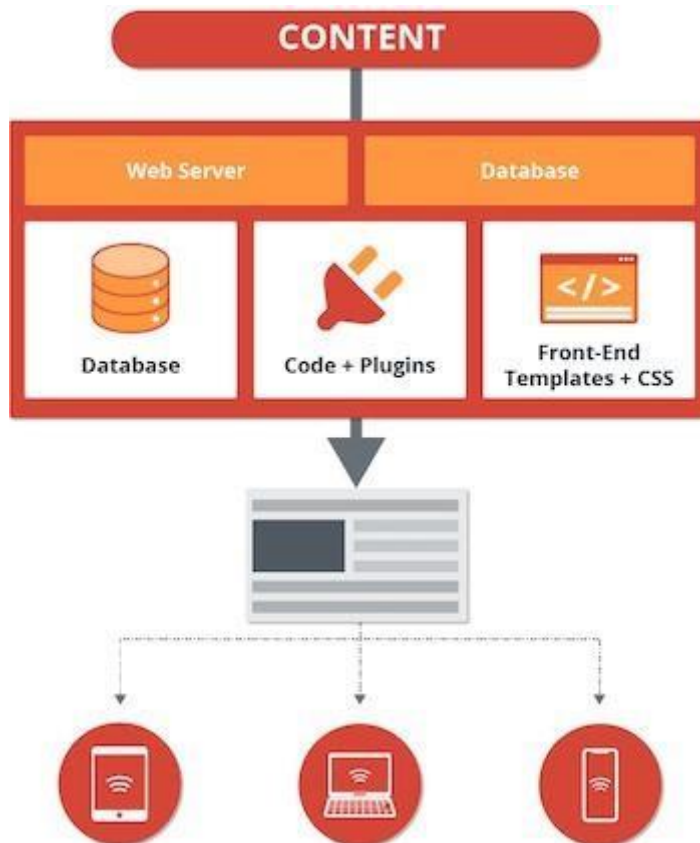 CONTENT
Web Server
Database
Database
Code + Plugins
</>
Front-End
Templates + CSS